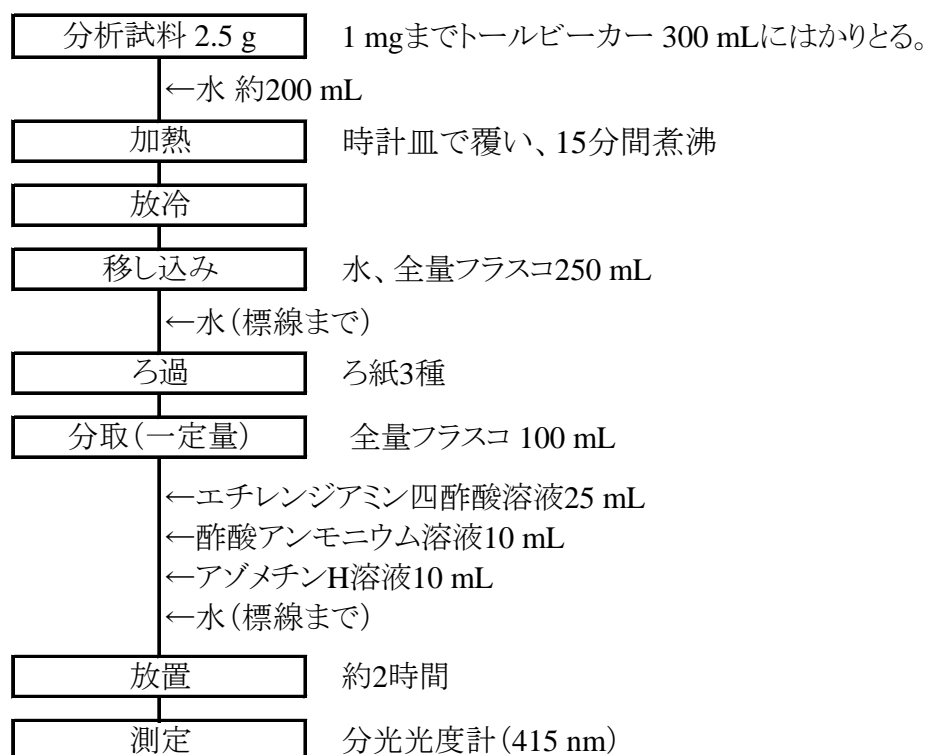 分析試料 2.5 g 1 mgまでトールビーカー 300 mLにはかりとる。
←水 約200 mL
加熱 時計皿で覆い、15分間煮沸
放冷
移し込み 水、全量フラスコ250 mL
←水(標線まで)
ろ過 ろ紙3種
分取(一定量) 全量フラスコ 100 mL
←エチレンジアミン四酢酸溶液25 mL
←酢酸アンモニウム溶液10 mL
←アゾメチンH溶液10 mL
←水(標線まで)
放置 約2時間
測定 分光光度計(415 nm)